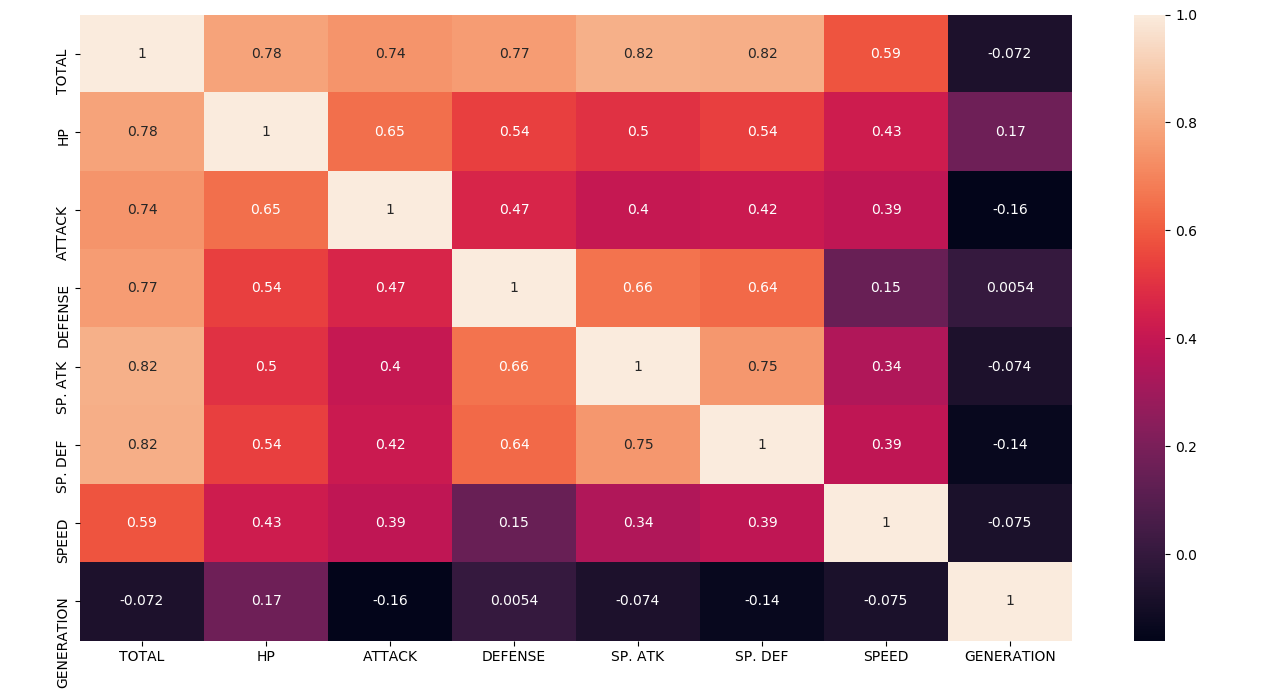 TOTAL 1 0.78 0.74 0.77 0.82 0.82 0.59 -0.072
HP 0.78 1 0.65 0.54 0.5 0.54 0.43 0.17
ATTACK 0.74 0.65 1 0.47 0.4 0.42 0.39 -0.16
DEFENSE 0.77 0.54 0.47 1 0.66 0.64 0.15 0.0054
SP. ATK 0.82 0.5 0.4 0.66 1 0.75 0.34 -0.074
SP. DEF 0.82 0.54 0.42 0.64 0.75 1 0.39 -0.14
SPEED 0.59 0.43 0.39 0.15 0.34 0.39 1 -0.075
GENERATION -0.072 0.17 -0.16 0.0054 -0.074 -0.14 -0.075 1
TOTAL HP ATTACK DEFENSE SP. ATK SP. DEF SPEED GENERATION
1.0
0.8
0.6
0.4
0.2
0.0